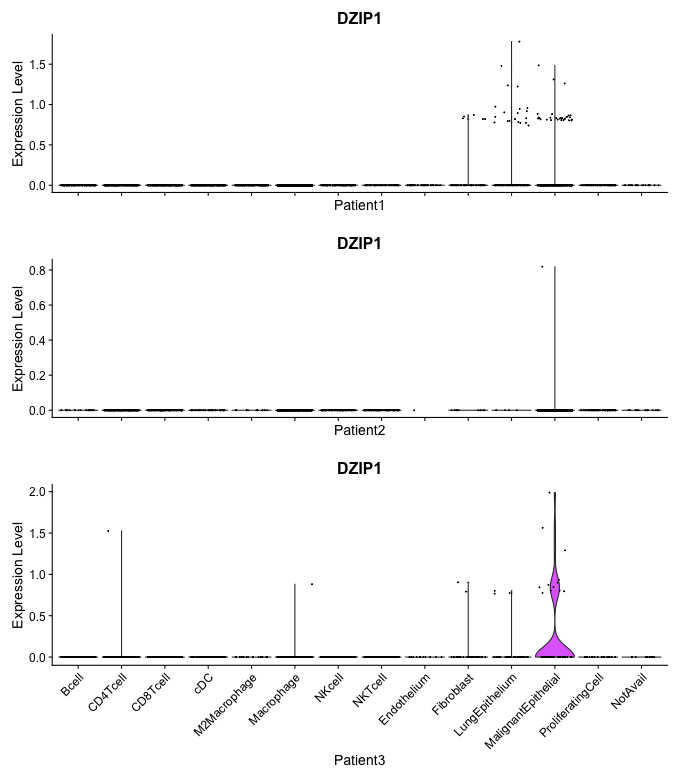 DZIP1
Expression Level
1.5
1.0
0.5
0.0
Patient1
DZIP1
Expression Level
0.8
0.6
0.4
0.2
0.0
Patient2
DZIP1
Expression Level
2.0
1.5
1.0
0.5
0.0
Bcell
CD4Tcell
CD8Tcell
cDC
M2Macrophage
Macrophage
NKcell
NKTcell
Endothelium
Fibroblast
LungEpithelium
MalignantEpithelial
ProliferatingCell
NotAvail
Patient3